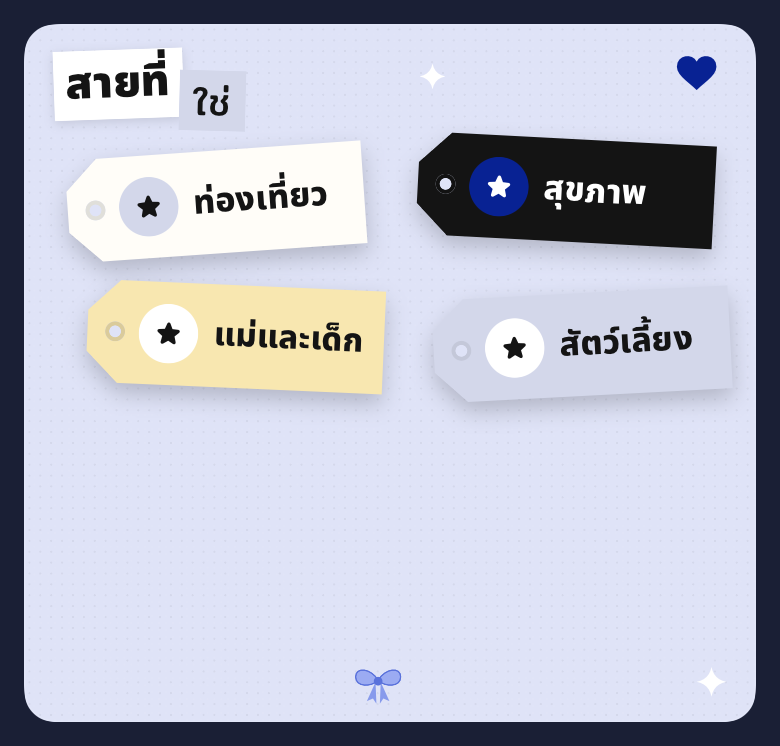 สายที่
ใช่
ท่องเที่ยว
สุขภาพ
แม่และเด็ก
สัตว์เลี้ยง